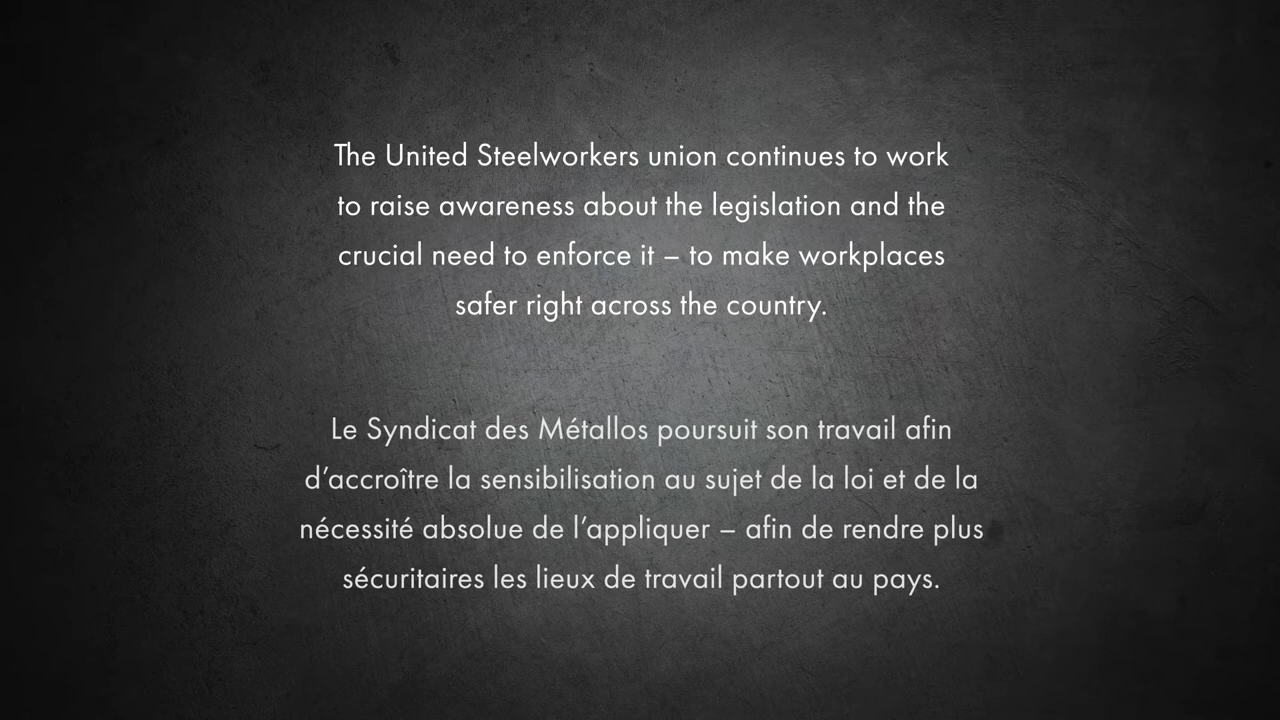 The United Steelworkers union continues to work
to raise awareness about the legislation and the
crucial need to enforce it – to make workplaces
safer right across the country.
Le Syndicat des Métallos poursuit son travail afin
d’accroître la sensibilisation au sujet de la loi et de la
nécessité absolue de l’appliquer – afin de rendre plus
sécuritaires les lieux de travail partout au pays.